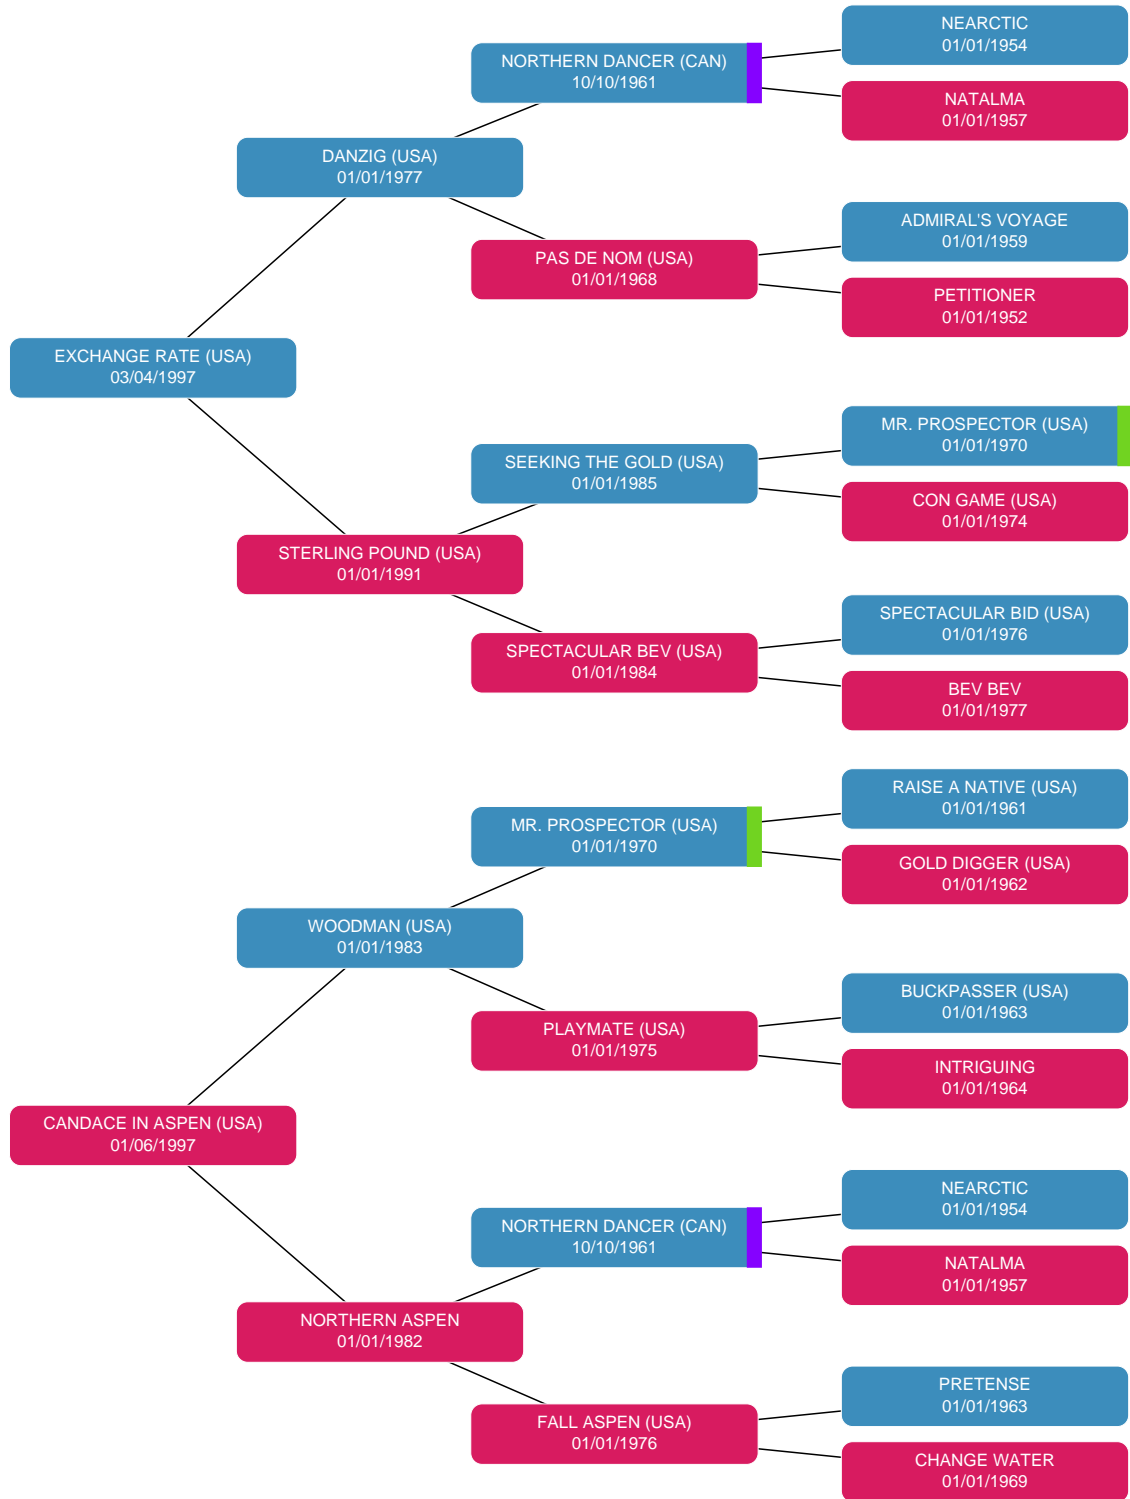 NEARCTIC
01/01/1954
NORTHERN DANCER (CAN)
10/10/1961
NATALMA
01/01/1957
DANZIG (USA)
01/01/1977
ADMIRAL'S VOYAGE
01/01/1959
PAS DE NOM (USA)
01/01/1968
PETITIONER
01/01/1952
EXCHANGE RATE (USA)
03/04/1997
MR. PROSPECTOR (USA)
01/01/1970
SEEKING THE GOLD (USA)
01/01/1985
CON GAME (USA)
01/01/1974
STERLING POUND (USA)
01/01/1991
SPECTACULAR BID (USA)
01/01/1976
SPECTACULAR BEV (USA)
01/01/1984
BEV BEV
01/01/1977
RAISE A NATIVE (USA)
01/01/1961
MR. PROSPECTOR (USA)
01/01/1970
GOLD DIGGER (USA)
01/01/1962
WOODMAN (USA)
01/01/1983
BUCKPASSER (USA)
01/01/1963
PLAYMATE (USA)
01/01/1975
INTRIGUING
01/01/1964
CANDACE IN ASPEN (USA)
01/06/1997
NEARCTIC
01/01/1954
NORTHERN DANCER (CAN)
10/10/1961
NATALMA
01/01/1957
NORTHERN ASPEN
01/01/1982
PRETENSE
01/01/1963
FALL ASPEN (USA)
01/01/1976
CHANGE WATER
01/01/1969